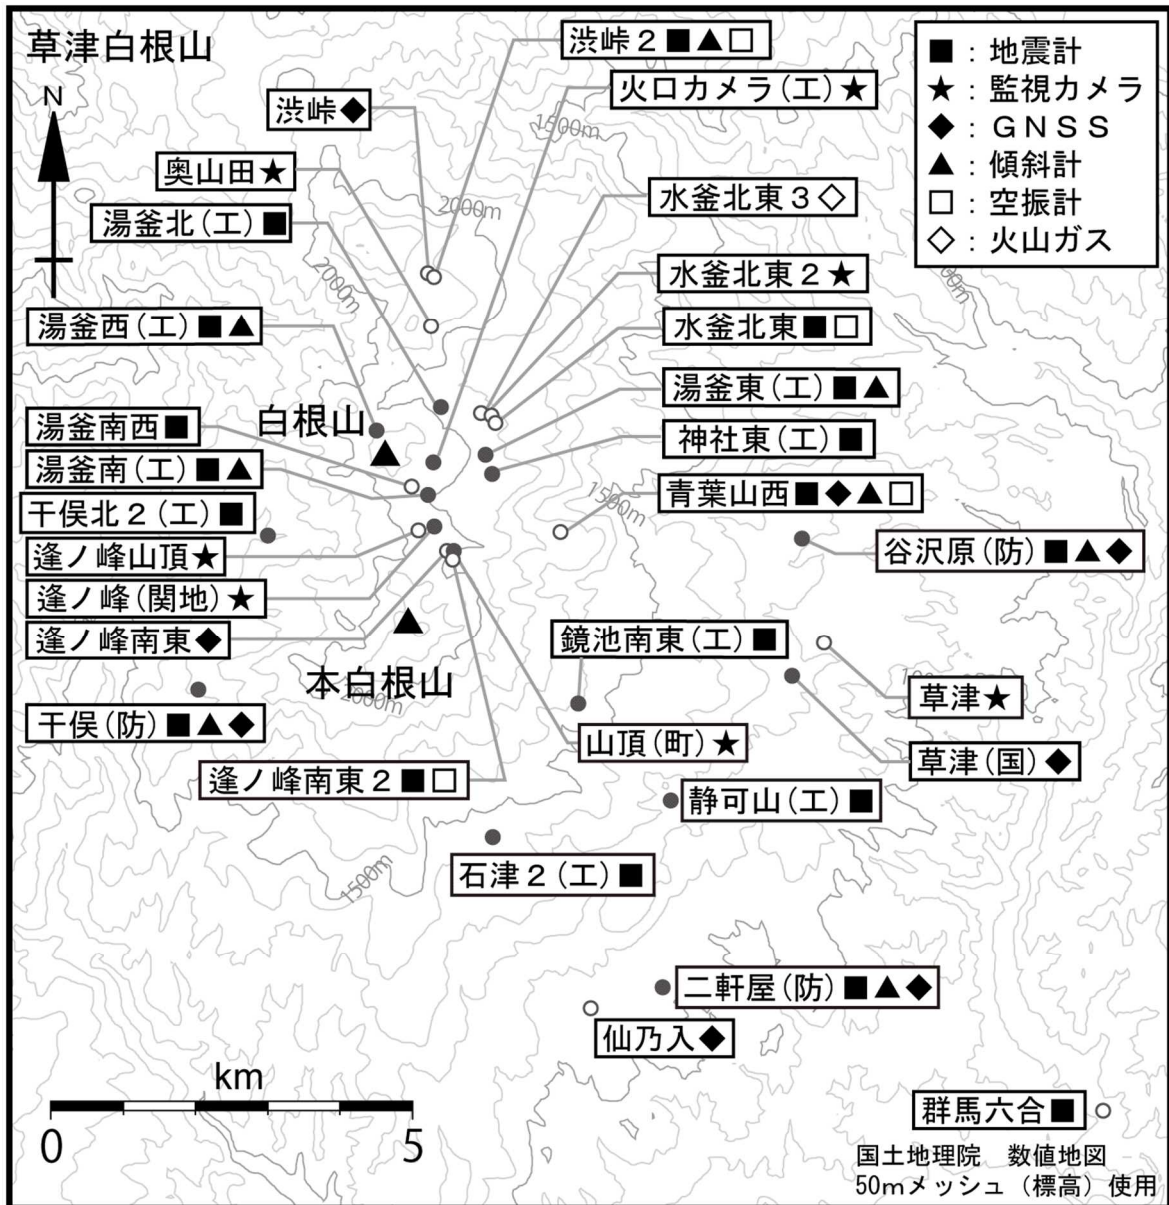 草津白根山
N
■：地震計
★：監視カメラ
◆：ＧＮＳＳ
▲：傾斜計
□：空振計
◇：火山ガス
渋峠２■▲□
火口カメラ(工)★
渋峠◆
1500m
奥山田★
水釜北東３◇
2000m
湯釜北(工)■
2000m
水釜北東２★
湯釜西(工)■▲
水釜北東■□
湯釜東(工)■▲
白根山
湯釜南西■
神社東(工)■
湯釜南(工)■▲
青葉山西■◆▲□
1500m
干俣北２(工)■
逢ノ峰山頂★
谷沢原(防)■▲◆
逢ノ峰(関地)★
逢ノ峰南東◆
鏡池南東(工)■
本白根山
2000m
草津★
干俣(防)■▲◆
山頂(町)★
草津(国)◆
逢ノ峰南東２■□
静可山(工)■
石津２(工)■
1500m
二軒屋(防)■▲◆
仙乃入◆
km
0 5
群馬六合■
国土地理院　数値地図
50mメッシュ（標高）使用